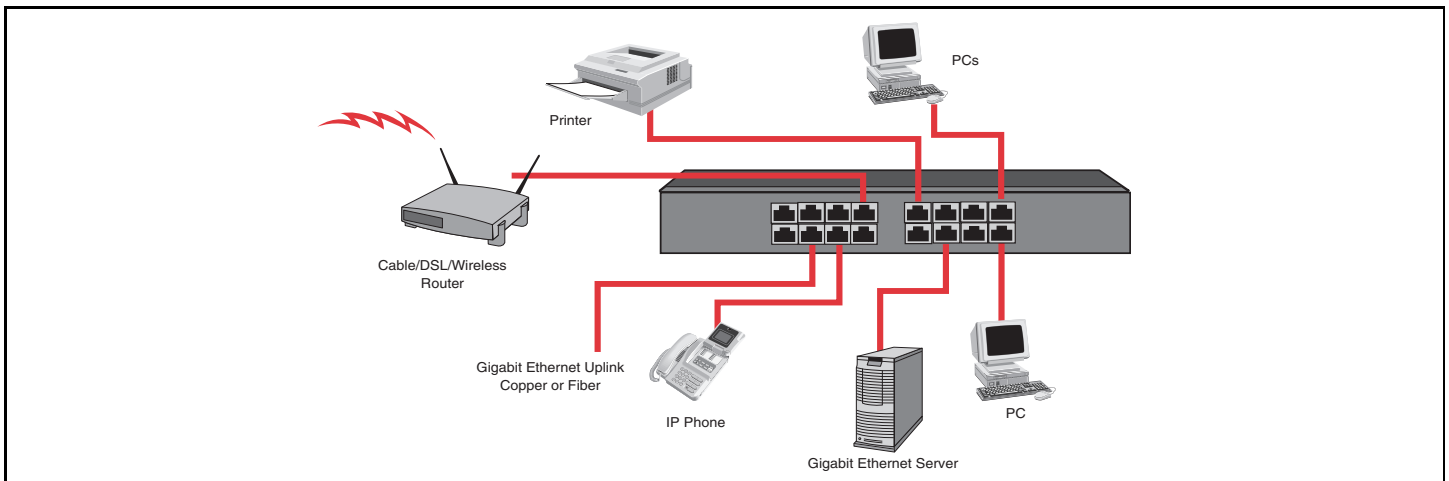 PCs
Printer
Cable/DSL/Wireless
Router
Gigabit Ethernet Uplink
Copper or Fiber
IP Phone
PC
Gigabit Ethernet Server